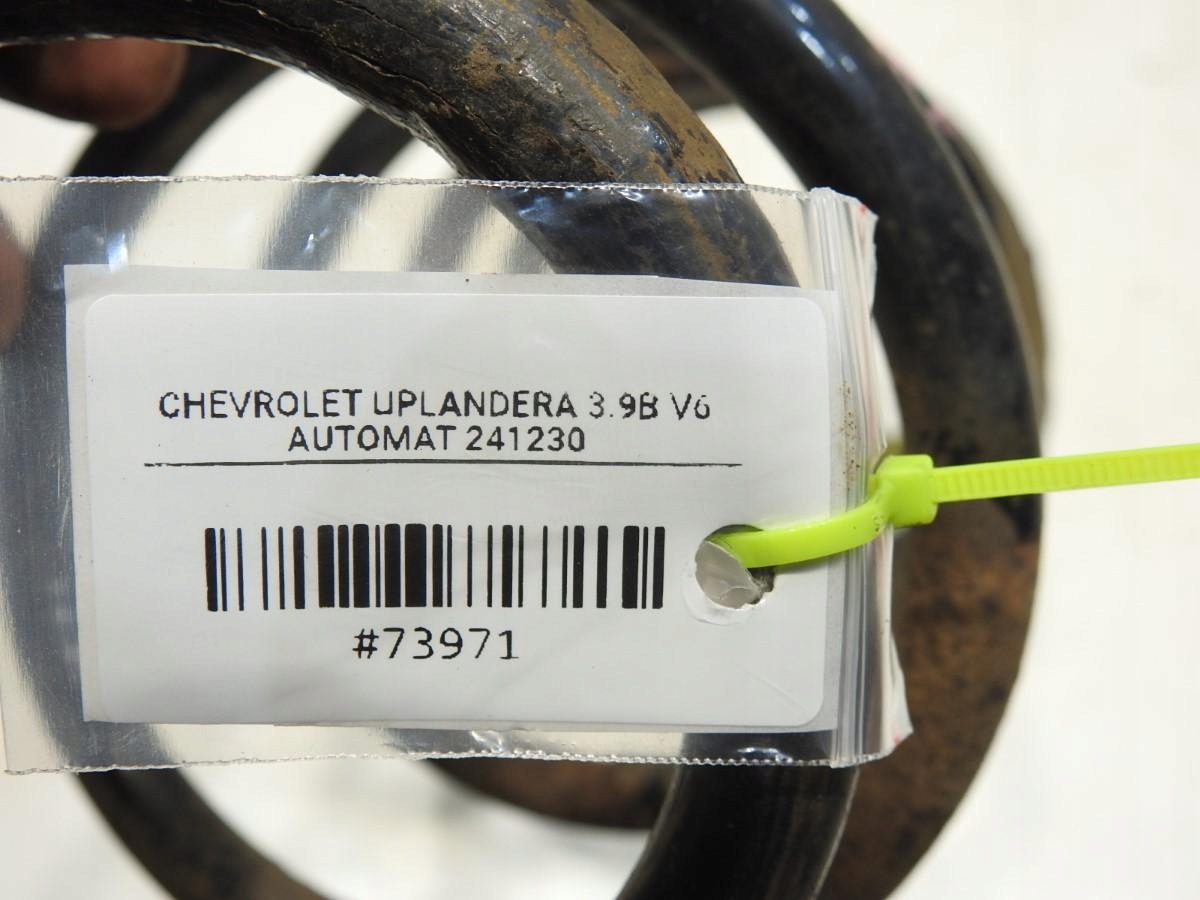 CHEVROLET UPLANDERA 3.9B V6
AUTOMAT 241230
#73971